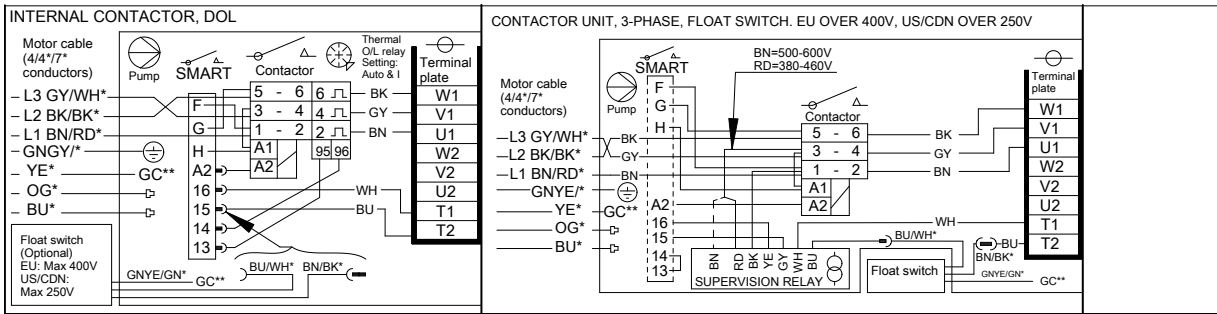 INTERNAL CONTACTOR, DOL
Motor cable
(4/4*/7*
conductors)
Pump
SMART
Contactor
Thermal
O/L relay
Setting:
Auto & I
Terminal
plate
L3 GY/WH*
L2 BK/BK*
L1 BN/RD*
GNGY/*
YE*
GC**
OG*
BU*
F
G
H
A2
16
15
14
13
5 - 6
3 - 4
1 - 2
A1
A2
6
4
2
95 96
BK
GY
BN
WH
BU
W1
V1
U1
W2
V2
U2
T1
T2
Float switch
(Optional)
EU: Max 400V
US/CDN:
Max 250V
GNYE/GN*
GC**
BU/WH*
BN/BK*
CONTACTOR UNIT, 3-PHASE, FLOAT SWITCH. EU OVER 400V, US/CDN OVER 250V
Motor cable
(4/4*/7*
conductors)
Pump
SMART
BN=500-600V
RD=380-460V
Contactor
Terminal
plate
L3 GY/WH*
L2 BK/BK*
L1 BN/RD*
GNYE/*
YE*
GC**
OG*
BU*
BK
GY
BN
F
G
H
A2
16
15
14
13
5 - 6
3 - 4
1 - 2
A1
A2
BK
GY
BN
WH
W1
V1
U1
W2
V2
U2
T1
T2
BN
RD
BK
YE
GY
WH
BU
SUPERVISION RELAY
BU/WH*
BU
BN/BK*
Float switch
GNYE/GN*
GC**